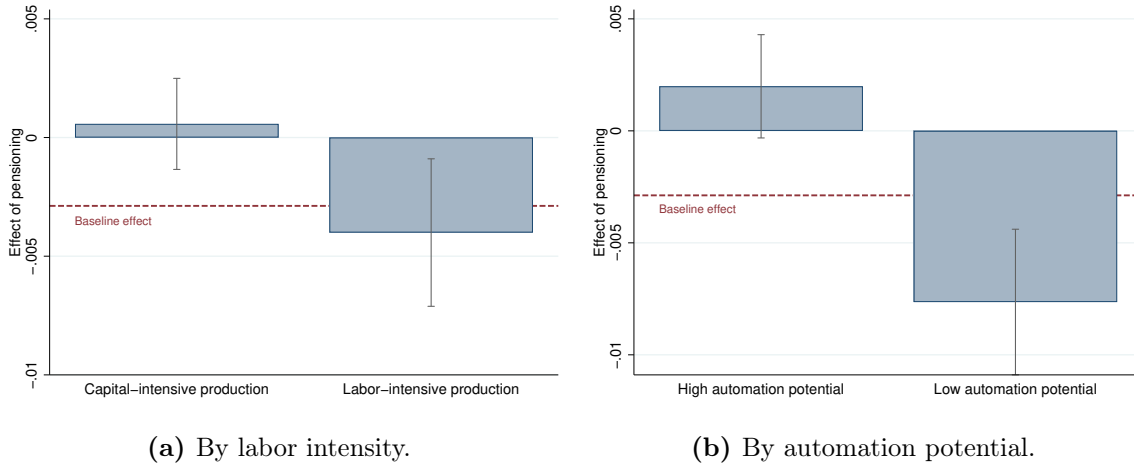 .005
0
-.005
-.01
Effect of pensioning
Baseline effect
Capital-intensive production
Labor-intensive production
(a) By labor intensity.
.005
0
-.005
-.01
Effect of pensioning
Baseline effect
High automation potential
Low automation potential
(b) By automation potential.